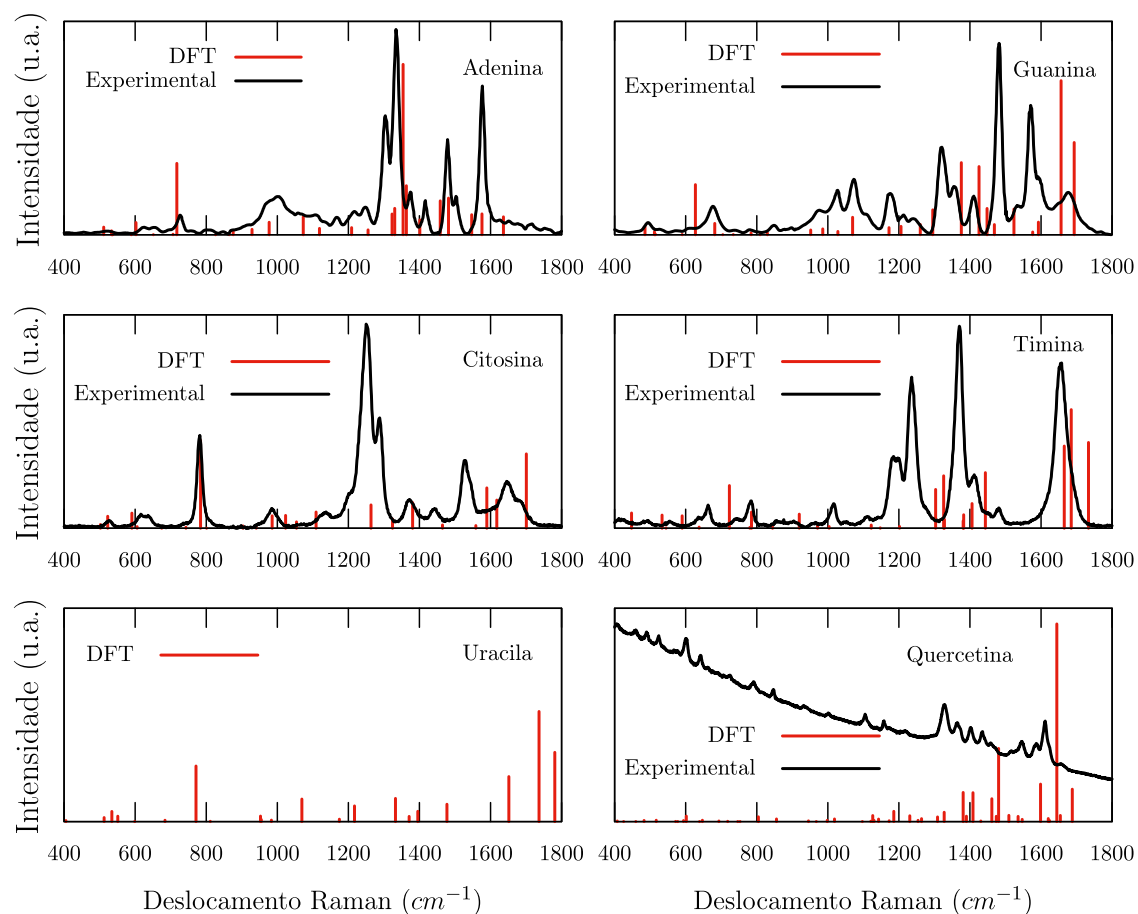 Intensidade (u.a.)
DFT
Experimental
Adenina
400 600 800 1000 1200 1400 1600 1800
DFT
Experimental
Guanina
400 600 800 1000 1200 1400 1600 1800
Intensidade (u.a.)
DFT
Experimental
Citosina
400 600 800 1000 1200 1400 1600 1800
DFT
Experimental
Timina
400 600 800 1000 1200 1400 1600 1800
Intensidade (u.a.)
DFT
Uracila
400 600 800 1000 1200 1400 1600 1800
Deslocamento Raman (cm⁻¹)
Quercetina
DFT
Experimental
400 600 800 1000 1200 1400 1600 1800
Deslocamento Raman (cm⁻¹)